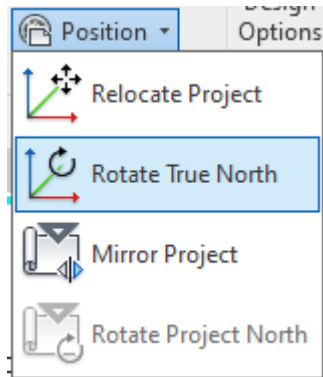 Position Design
Options
Relocate Project
Rotate True North
Mirror Project
Rotate Project North